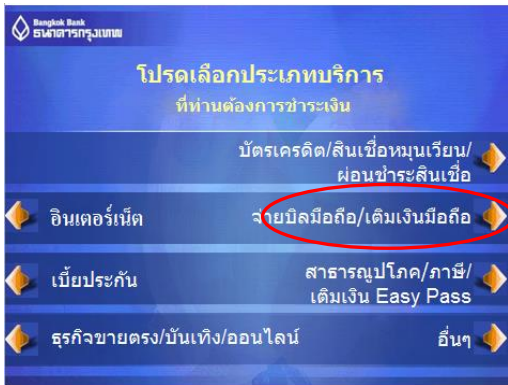 Bangkok Bank
ธนาคารกรุงเทพ
โปรดเลือกประเภทบริการ
ที่ท่านต้องการชำระเงิน
บัตรเครดิต/สินเชื่อหมุนเวียน/
ผ่อนชำระสินเชื่อ
อินเตอร์เน็ต
จ่ายบิลมือถือ/เติมเงินมือถือ
เบี้ยประกัน
สาธารณูปโภค/ภาษี/
เติมเงิน Easy Pass
ธุรกิจขายตรง/บันเทิง/ออนไลน์
อื่นๆ